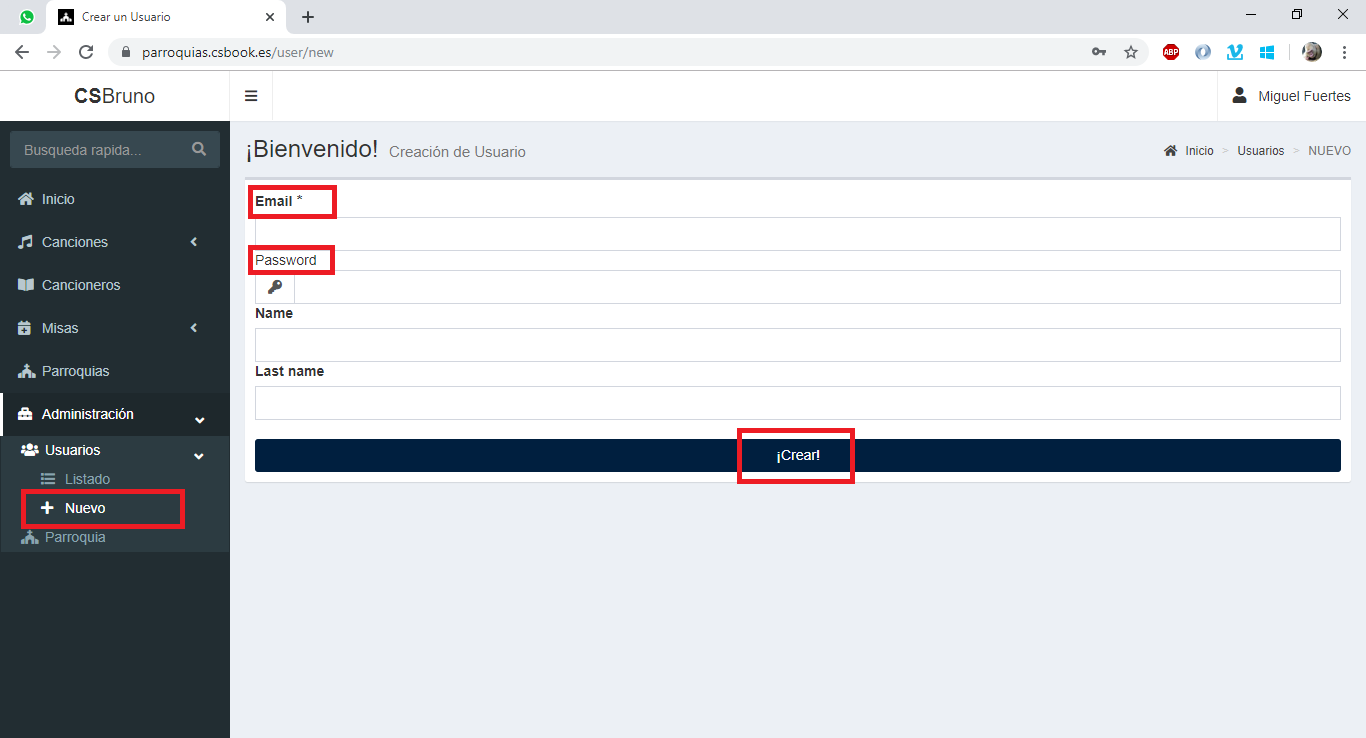 Crear un Usuario
parroquias.csbook.es/user/new
ABP
CSBruno
Miguel Fuertes
Busqueda rapida...
¡Bienvenido! Creación de Usuario
Inicio > Usuarios > NUEVO
Inicio
Canciones
Cancioneros
Misas
Parroquias
Administración
Usuarios
Listado
Nuevo
Parroquia
Email *
Password
Name
Last name
¡Crear!